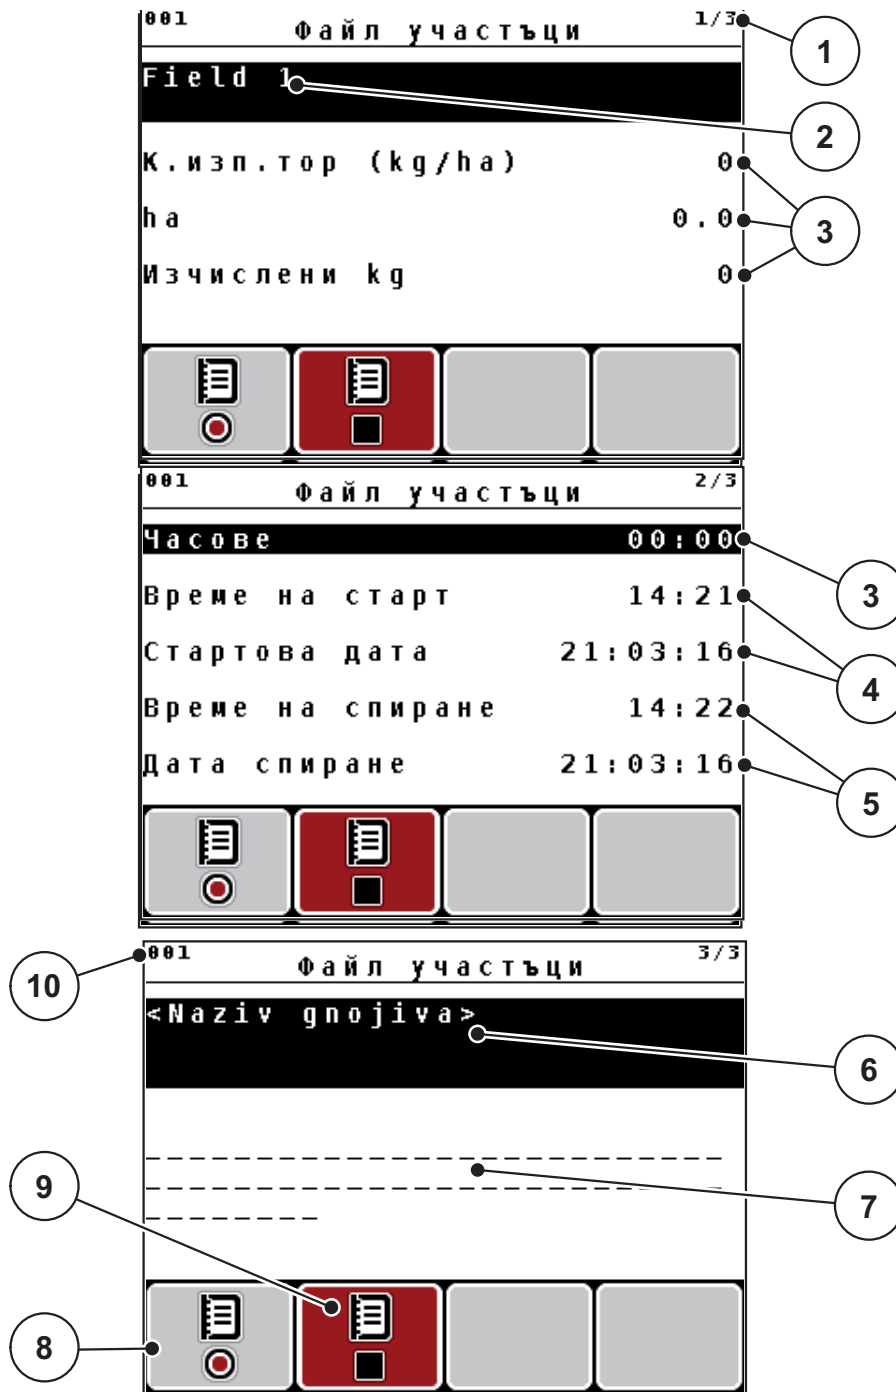 001 Файл участъци 1/3
1
Field 1
2
К.изп.тор (kg/ha) 0
ha 0.0
3
Изчислени kg 0
001 Файл участъци 2/3
Часове 00:00
3
Време на старт 14:21
Стартова дата 21:03:16
4
Време на спиране 14:22
Дата спиране 21:03:16
5
10
001 Файл участъци 3/3
<Naziv gnojiva>
6
9
7
8